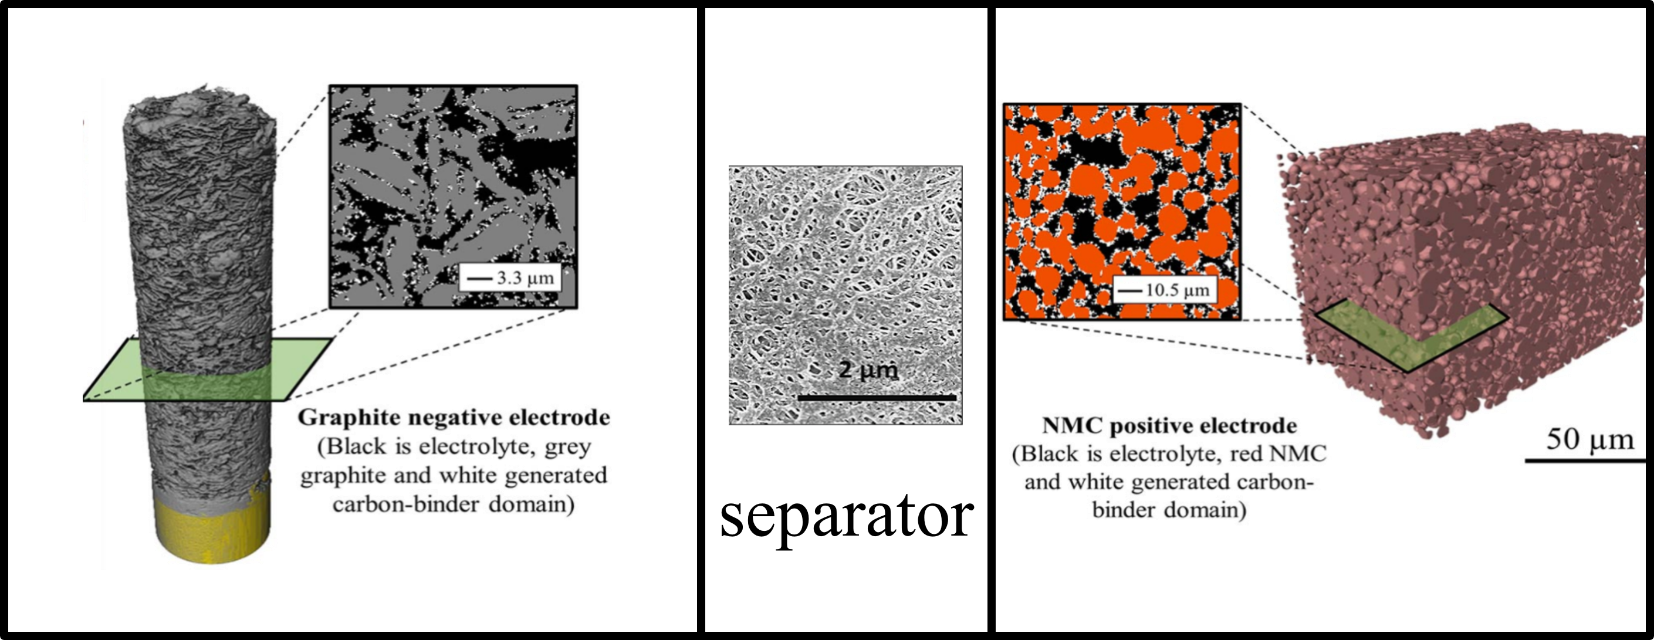 3.3 µm
Graphite negative electrode
(Black is electrolyte, grey
graphite and white generated
carbon-binder domain)
2 µm
separator
10.5 µm
NMC positive electrode
(Black is electrolyte, red NMC
and white generated carbon-
binder domain)
50 µm